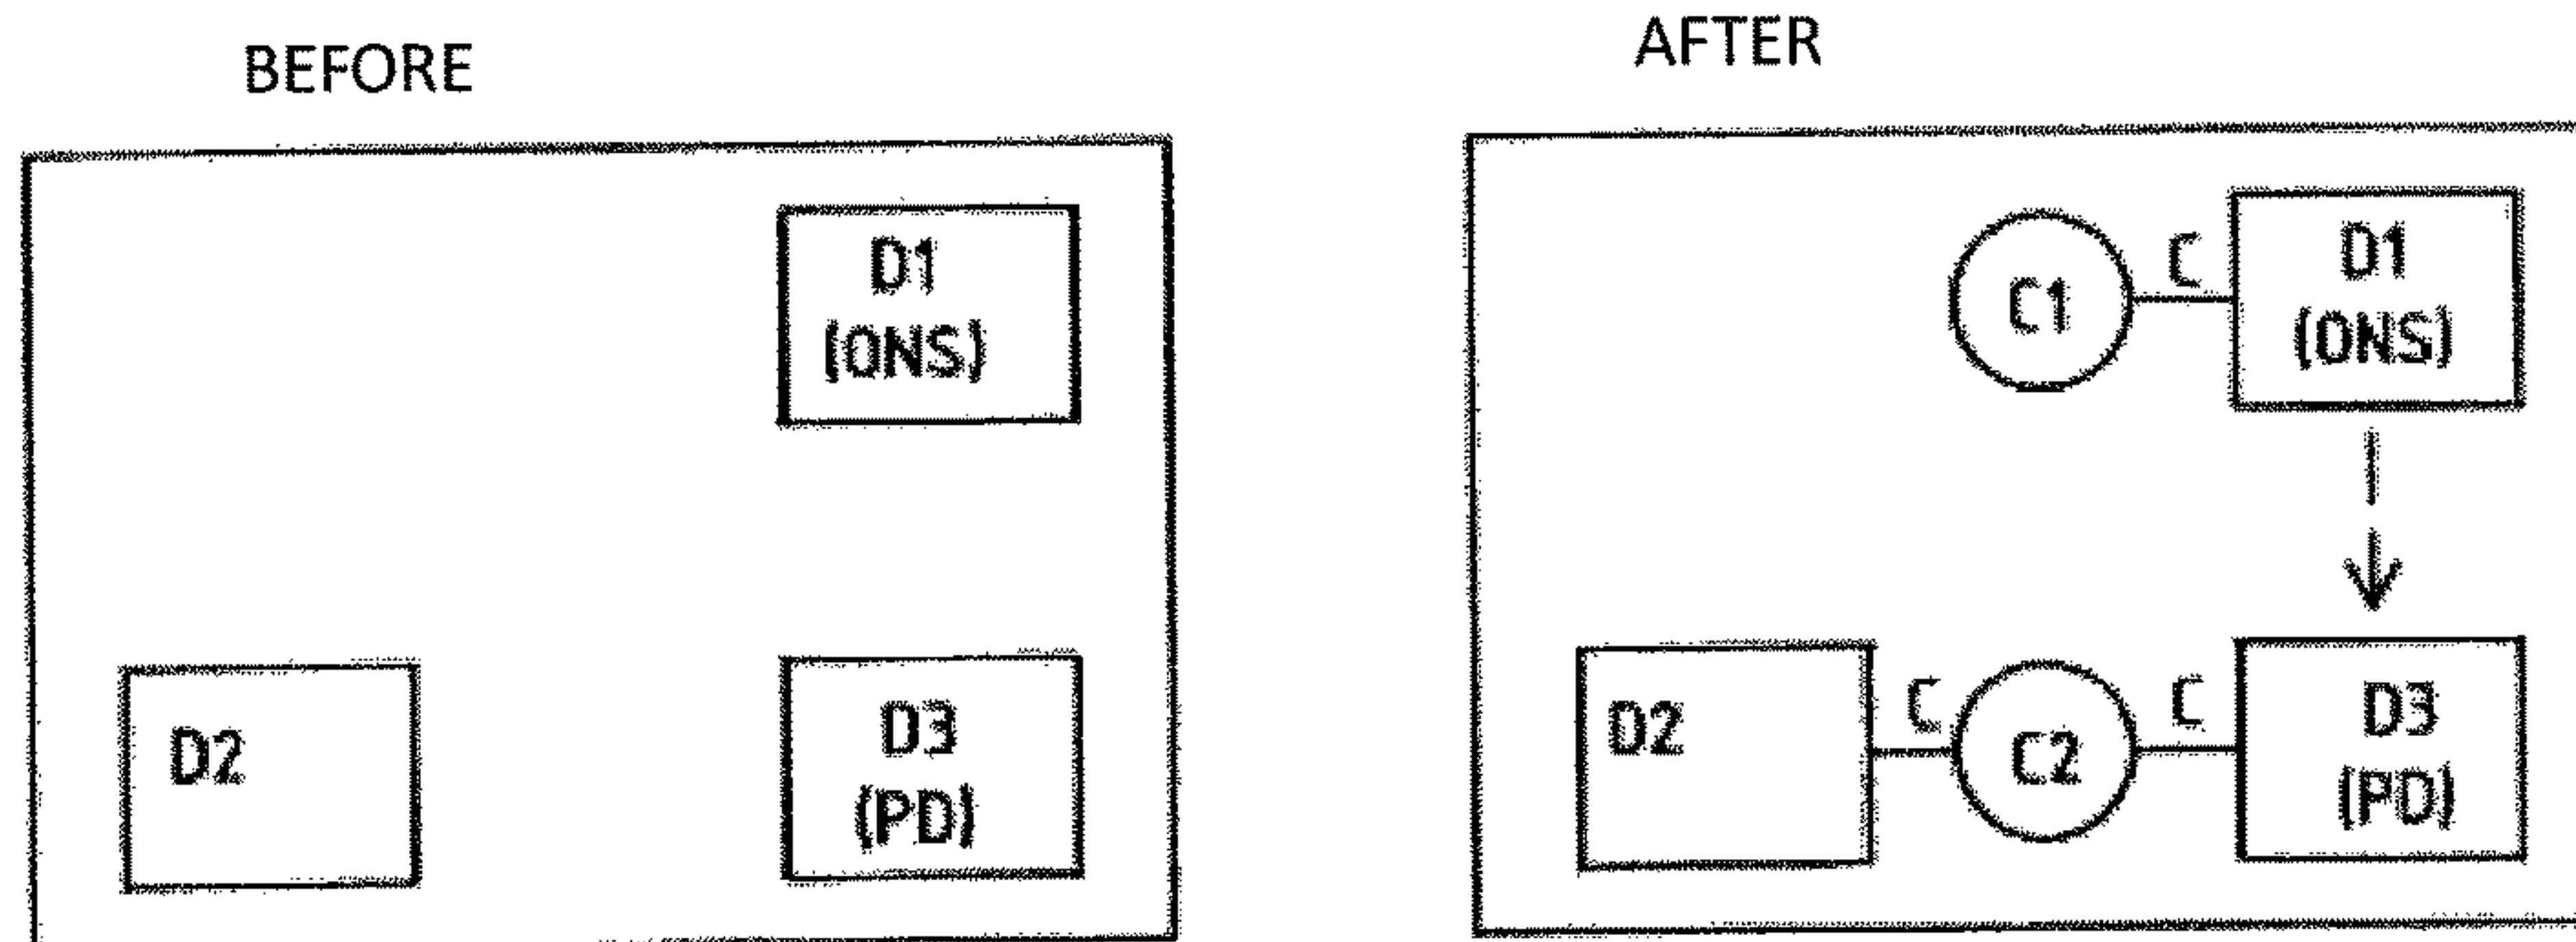 BEFORE
D1
(ONS)
D2
D3
(PD)
AFTER
C1
C
D1
(ONS)
D2
C
C2
C
D3
(PD)